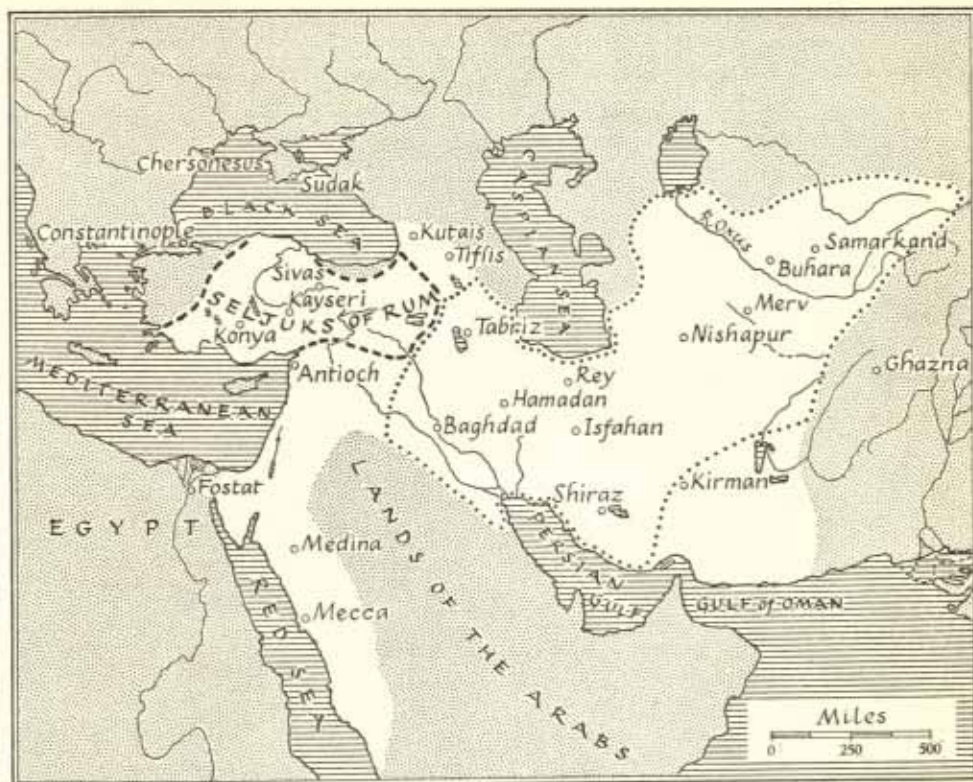 Chersonesus
Sudak
BLACK SEA
Constantinople
CASPIAN SEA
Kutais
Tiflis
R. Oxus
Samarkand
Buhara
Sivas
Kayseri
SELJUKS OF RUM
Konya
Merv
Tabriz
Nishapur
Antioch
Rey
Ghazna
MEDITERRANEAN
SEA
Hamadan
Baghdad
Isfahan
Fostat
Shiraz
Kirman
EGYPT
LANDS OF THE ARABS
Medina
PERSIAN
GULF
GULF of OMAN
Mecca
RED SEY
Miles
0 250 500